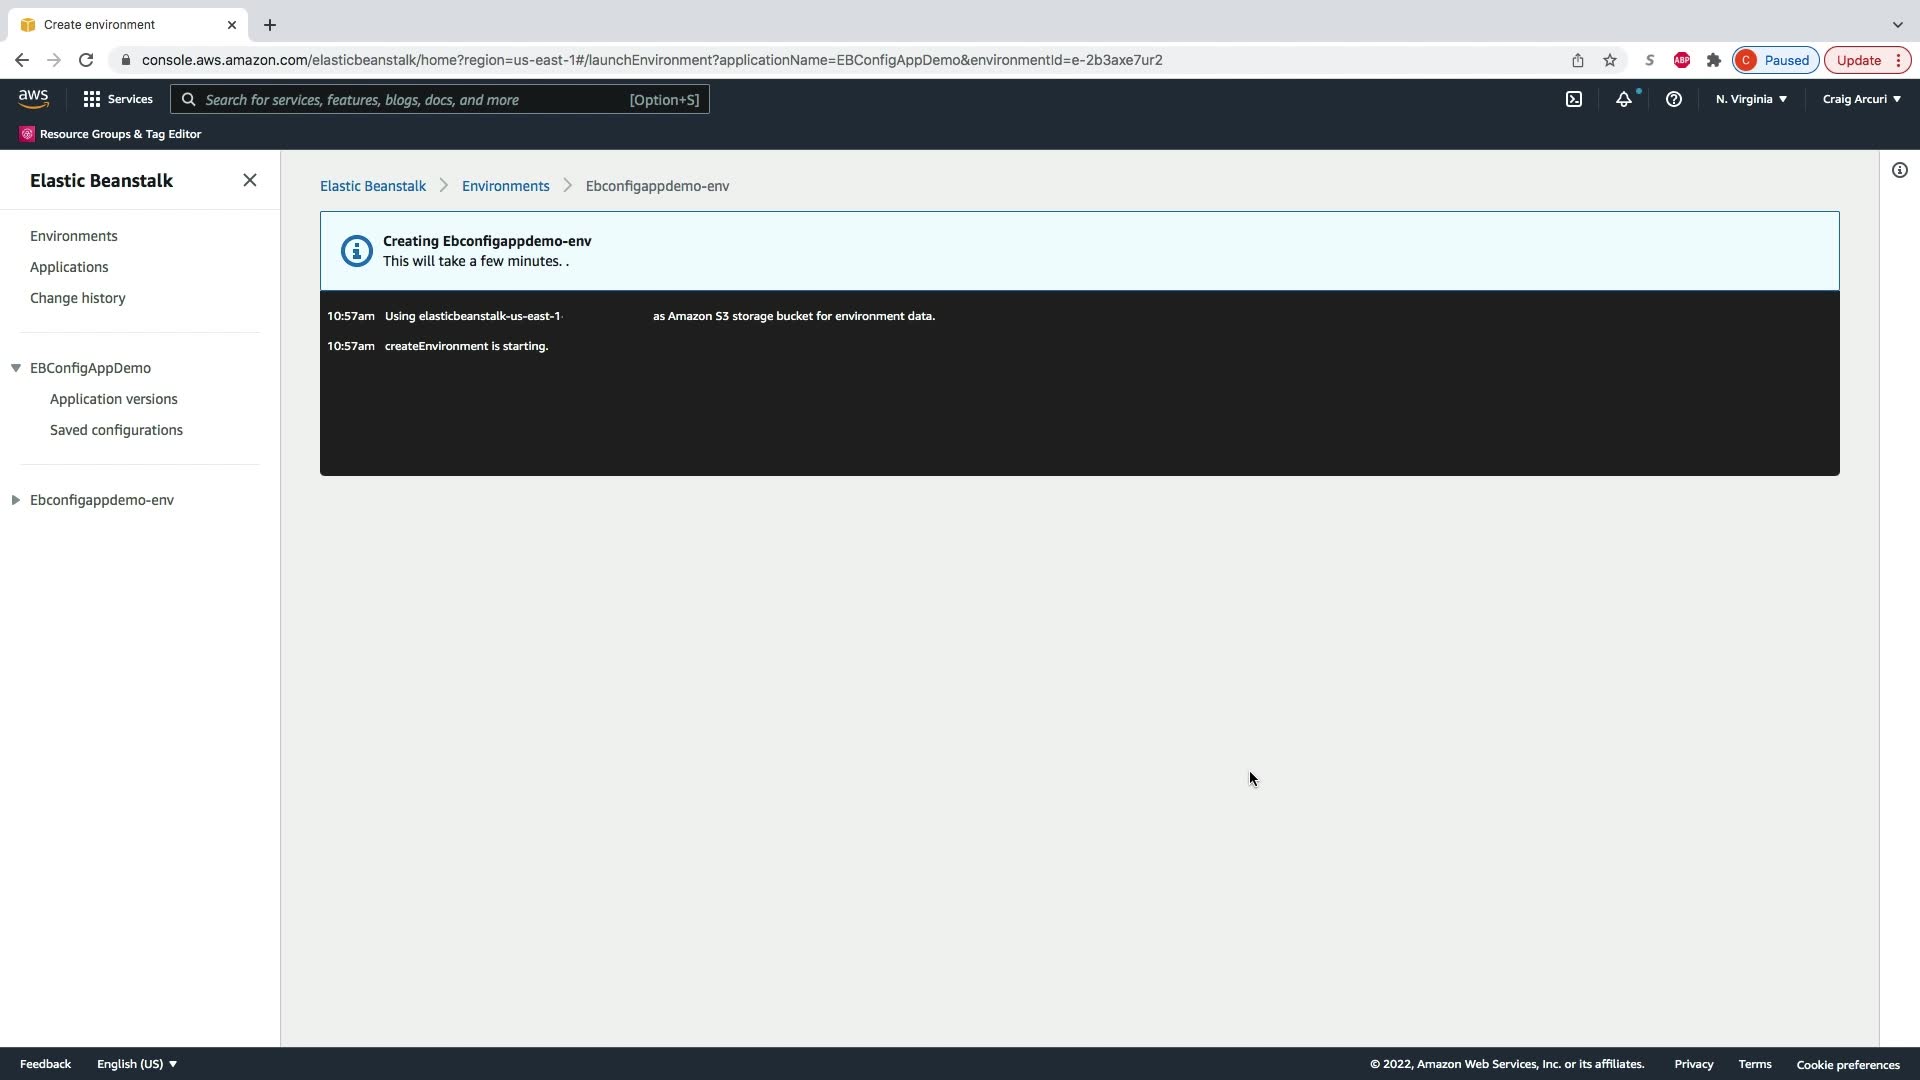 Create environment
console.aws.amazon.com/elasticbeanstalk/home?region=us-east-1#/launchEnvironment?applicationName=EBConfigAppDemo&environmentId=e-2b3axe7ur2
S
ABP
C
Paused
Update
aws
Services
Search for services, features, blogs, docs, and more
[Option+S]
N. Virginia
Craig Arcuri
Resource Groups & Tag Editor
Elastic Beanstalk
Environments
Applications
Change history
EBConfigAppDemo
Application versions
Saved configurations
Ebconfigappdemo-env
Elastic Beanstalk
Environments
Ebconfigappdemo-env
Creating Ebconfigappdemo-env
This will take a few minutes. .
10:57am Using elasticbeanstalk-us-east-1- as Amazon S3 storage bucket for environment data.
10:57am createEnvironment is starting.
Feedback
English (US)
© 2022, Amazon Web Services, Inc. or its affiliates.
Privacy
Terms
Cookie preferences